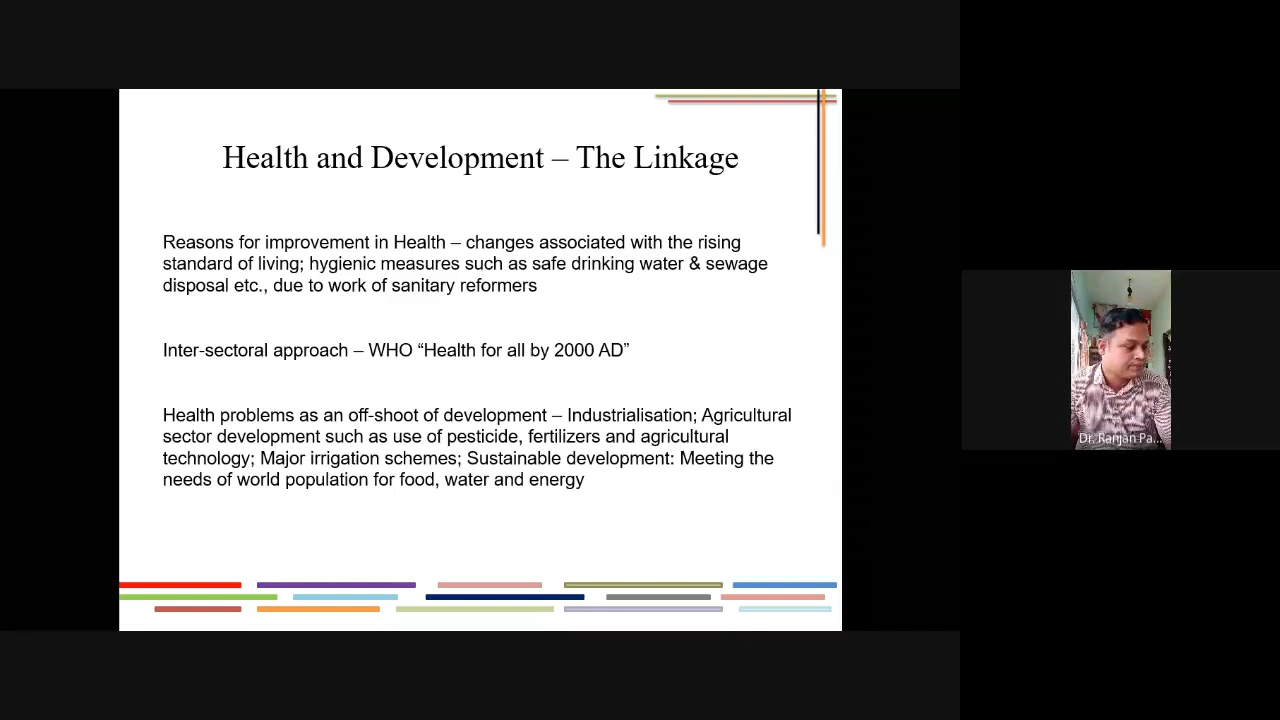 Health and Development – The Linkage
Reasons for improvement in Health – changes associated with the rising
standard of living; hygienic measures such as safe drinking water & sewage
disposal etc., due to work of sanitary reformers
Inter-sectoral approach – WHO “Health for all by 2000 AD”
Health problems as an off-shoot of development – Industrialisation; Agricultural
sector development such as use of pesticide, fertilizers and agricultural
technology; Major irrigation schemes; Sustainable development: Meeting the
needs of world population for food, water and energy
Dr. Ranjan Pa...